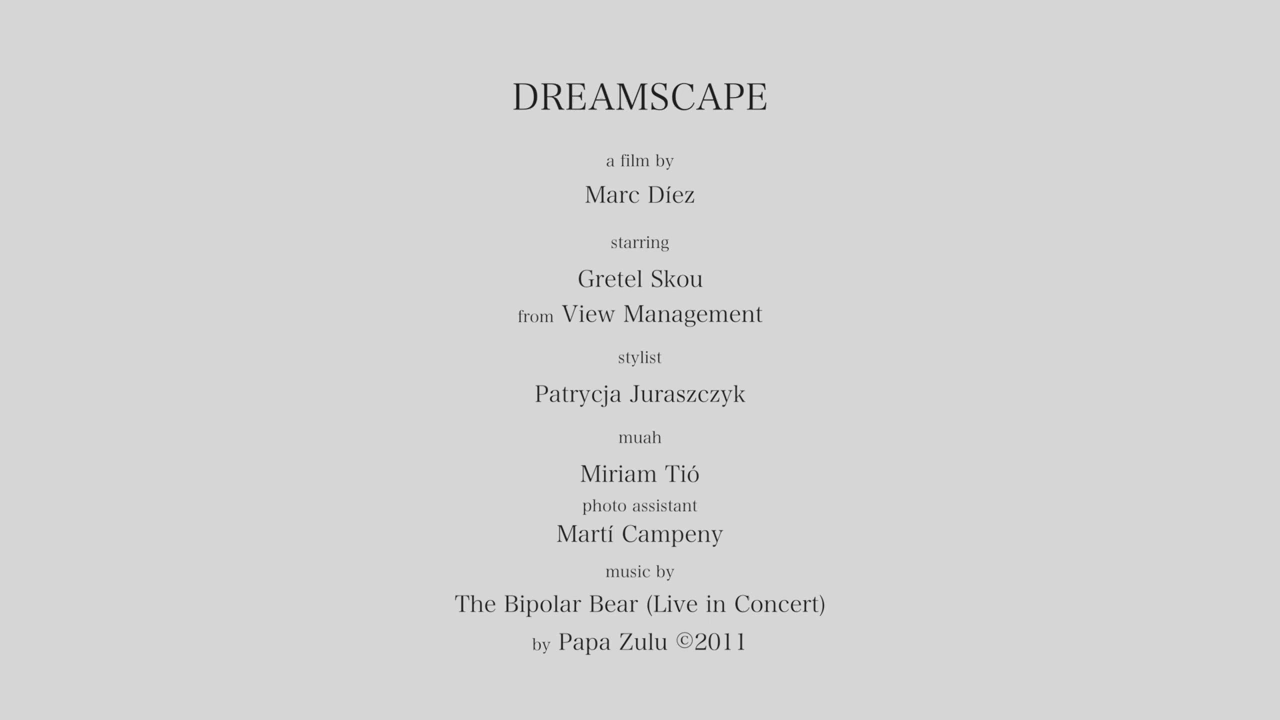 DREAMSCAPE
a film by
Marc Díez
starring
Gretel Skou
from View Management
stylist
Patrycja Juraszczyk
muah
Miriam Tió
photo assistant
Martí Campeny
music by
The Bipolar Bear (Live in Concert)
by Papa Zulu ©2011